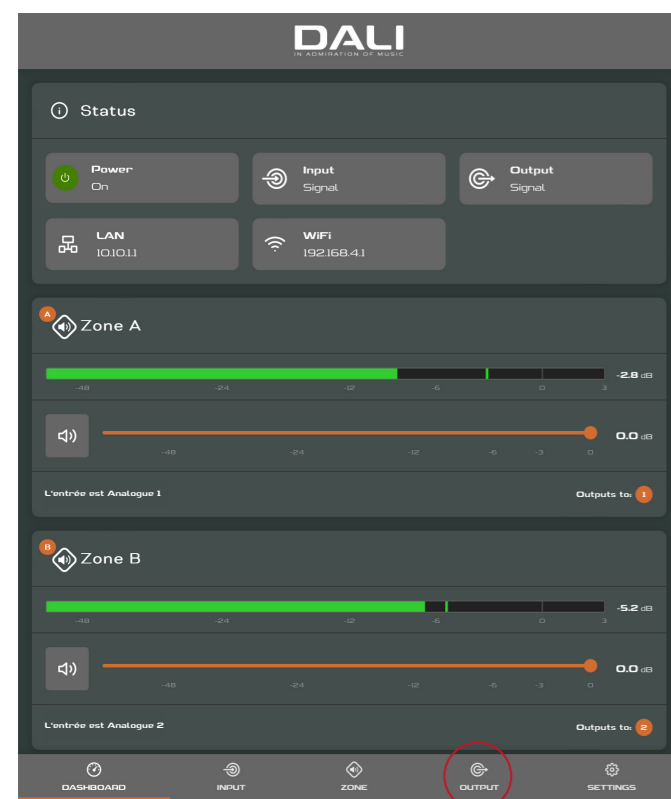 DALI
IN ADMIRATION OF MUSIC
Status
Power
On
Input
Signal
Output
Signal
LAN
10.10.1.1
WiFi
192.168.4.1
A
Zone A
-2.8 dB
-48 -24 -12 -6 0 3
0.0 dB
-48 -24 -12 -6 -3 0
L'entrée est Analogue 1
Outputs to: 1
B
Zone B
-5.2 dB
-48 -24 -12 -6 0 3
0.0 dB
-48 -24 -12 -6 -3 0
L'entrée est Analogue 2
Outputs to: 2
DASHBOARD
INPUT
ZONE
OUTPUT
SETTINGS